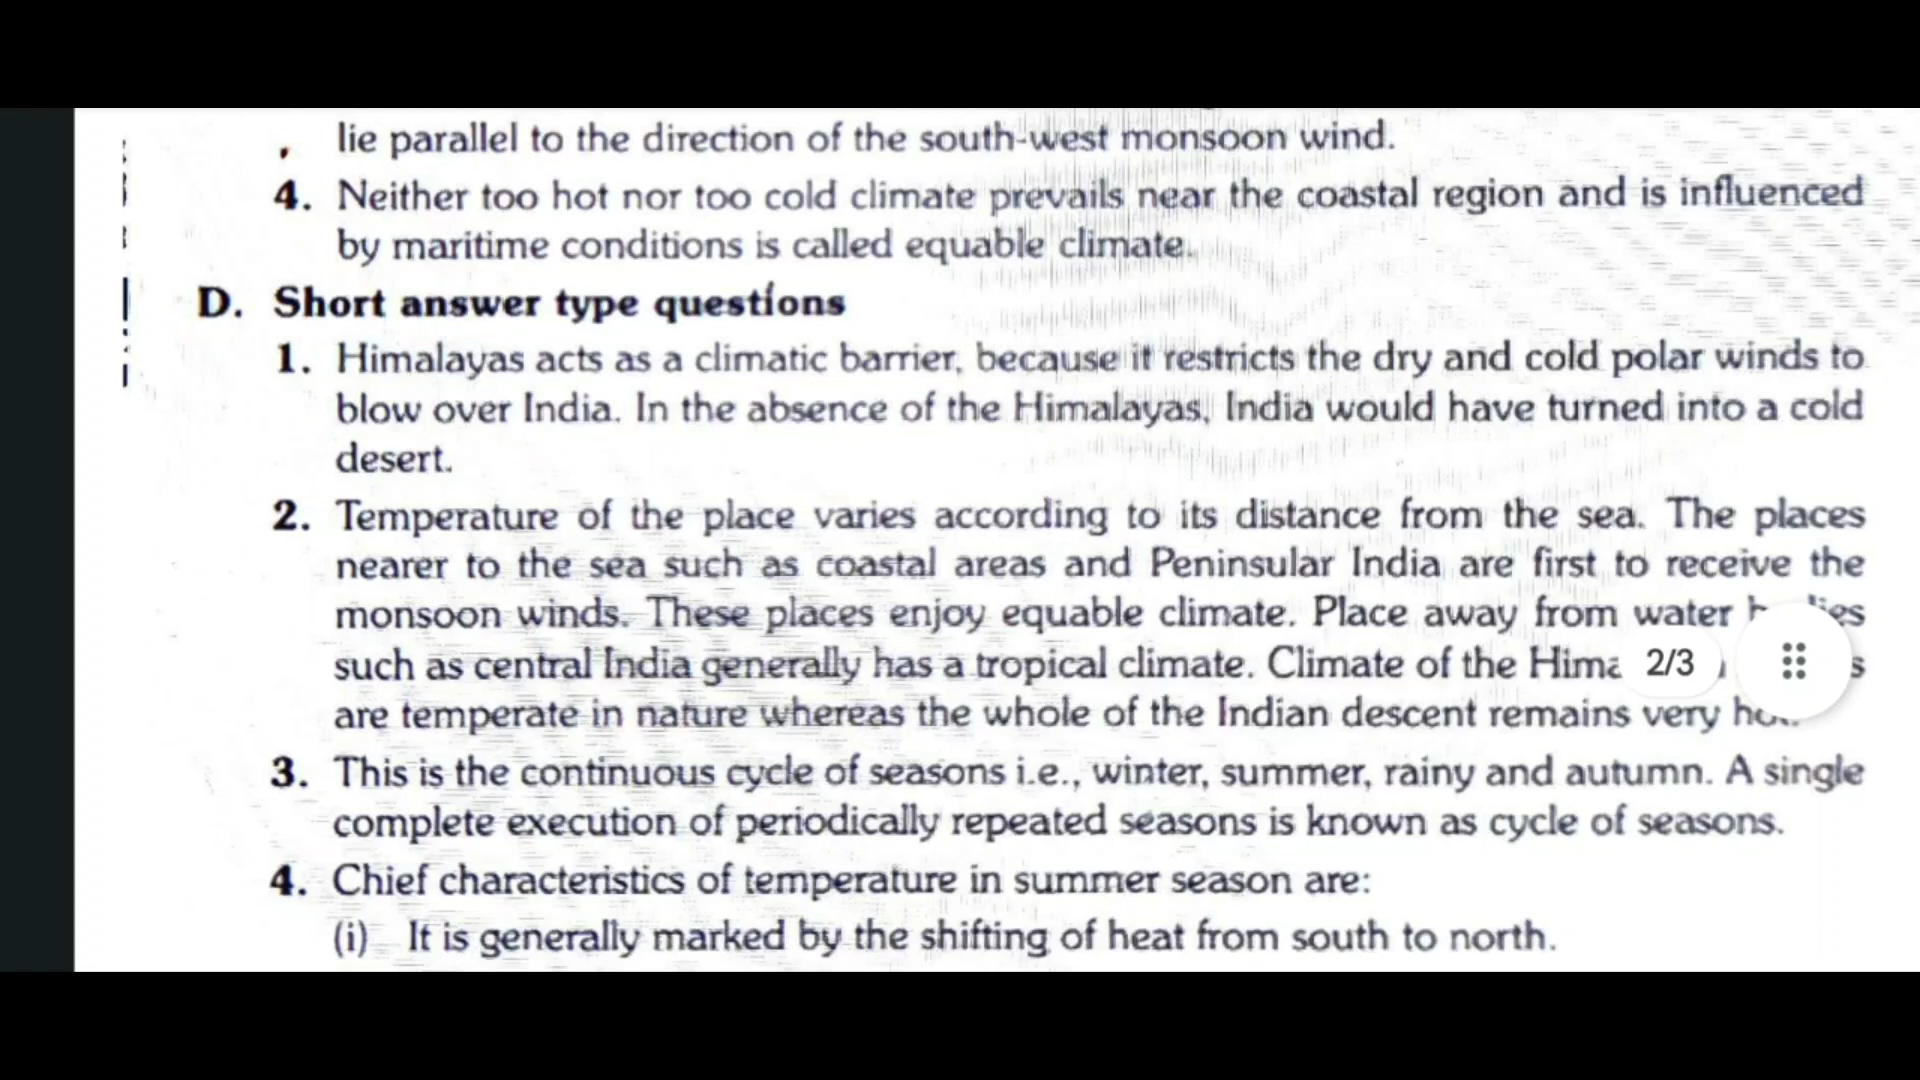 lie parallel to the direction of the south-west monsoon wind.
4. Neither too hot nor too cold climate prevails near the coastal region and is influenced
by maritime conditions is called equable climate.
D. Short answer type questions
1. Himalayas acts as a climatic barrier, because it restricts the dry and cold polar winds to
blow over India. In the absence of the Himalayas, India would have turned into a cold
desert.
2. Temperature of the place varies according to its distance from the sea. The places
nearer to the sea such as coastal areas and Peninsular India are first to receive the
monsoon winds. These places enjoy equable climate. Place away from water
such as central India generally has a tropical climate. Climate of the
2/3
are temperate in nature whereas the whole of the Indian descent remains very
3. This is the continuous cycle of seasons i.e., winter, summer, rainy and autumn. A single
complete execution of periodically repeated seasons is known as cycle of seasons.
4. Chief characteristics of temperature in summer season are:
(i) It is generally marked by the shifting of heat from south to north.